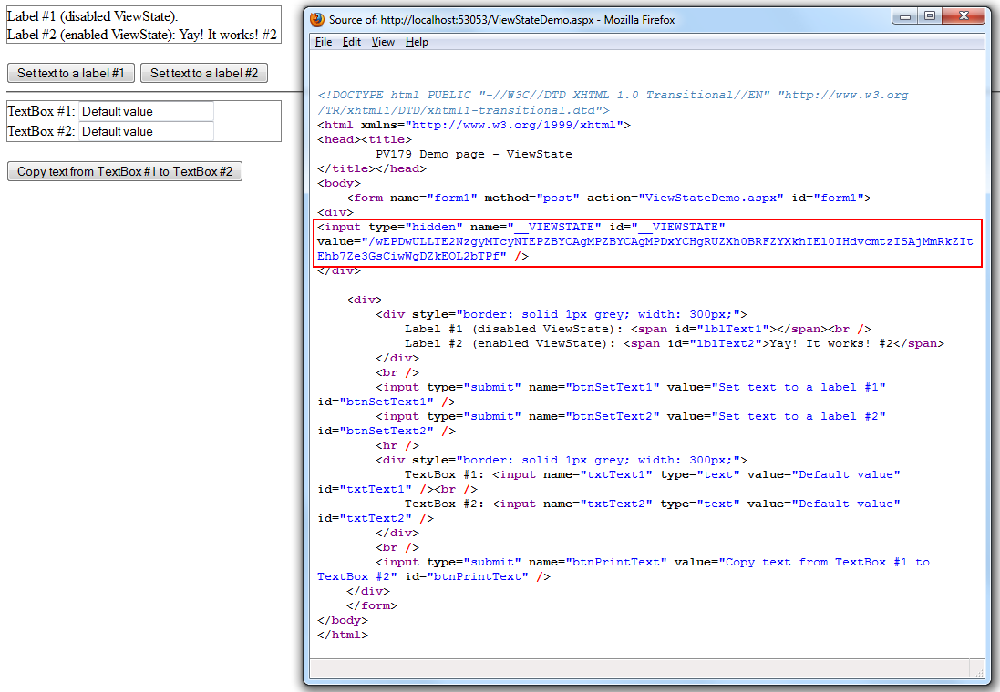 Label #1 (disabled ViewState):
Label #2 (enabled ViewState): Yay! It works! #2
Set text to a label #1
Set text to a label #2
TextBox #1: Default value
TextBox #2: Default value
Copy text from TextBox #1 to TextBox #2
Source of: http://localhost:53053/ViewStateDemo.aspx - Mozilla Firefox
File Edit View Help
<!DOCTYPE html PUBLIC "-//W3C//DTD XHTML 1.0 Transitional//EN" "http://www.w3.org
/TR/xhtml1/DTD/xhtml1-transitional.dtd">
<html xmlns="http://www.w3.org/1999/xhtml">
<head><title>
PV179 Demo page - ViewState
</title></head>
<body>
<form name="form1" method="post" action="ViewStateDemo.aspx" id="form1">
<div>
<input type="hidden" name="__VIEWSTATE" id="__VIEWSTATE"
value="/wEPDwULLTE2NzgyMTcyNTEPZBYCAgMPZBYCAgMPDxYCHgRUZXh0BRFZYXkhIEl0IHdvcmtzISAjMmRkZIt
Ehb7Ze3GsCiwWgDZkEOL2bTPf" />
</div>
<div>
<div style="border: solid 1px grey; width: 300px;">
Label #1 (disabled ViewState): <span id="lblText1"></span><br />
Label #2 (enabled ViewState): <span id="lblText2">Yay! It works! #2</span>
</div>
<br />
<input type="submit" name="btnSetText1" value="Set text to a label #1"
id="btnSetText1" />
<input type="submit" name="btnSetText2" value="Set text to a label #2"
id="btnSetText2" />
<hr />
<div style="border: solid 1px grey; width: 300px;">
TextBox #1: <input name="txtText1" type="text" value="Default value"
id="txtText1" /><br />
TextBox #2: <input name="txtText2" type="text" value="Default value"
id="txtText2" />
</div>
<br />
<input type="submit" name="btnPrintText" value="Copy text from TextBox #1 to
TextBox #2" id="btnPrintText" />
</div>
</form>
</body>
</html>